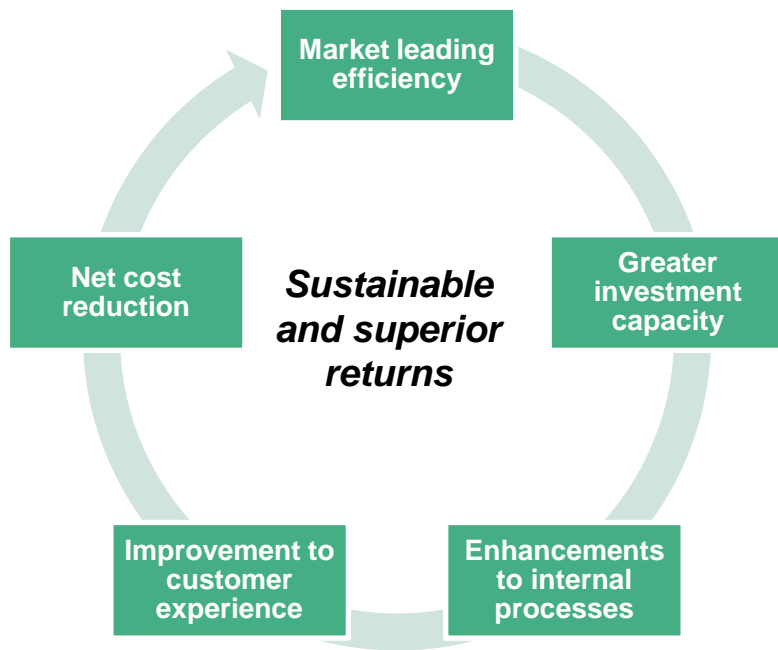 Market leading
efficiency
Greater
investment
capacity
Enhancements
to internal
processes
Improvement to
customer
experience
Net cost
reduction
Sustainable
and superior
returns